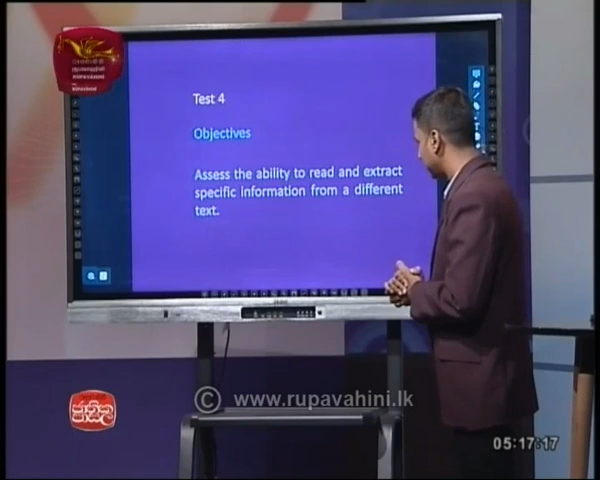 RUPAVAHINI
Test 4
Objectives
Assess the ability to read and extract
specific information from a different
text.
© www.rupavahini.lk
05:17:17